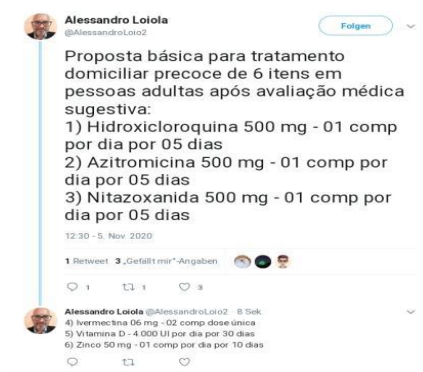 Alessandro Loiola
@AlessandroLoio2
Folgen
Proposta básica para tratamento
domiciliar precoce de 6 itens em
pessoas adultas após avaliação médica
sugestiva:
1) Hidroxicloroquina 500 mg - 01 comp
por dia por 05 dias
2) Azitromicina 500 mg - 01 comp por
dia por 05 dias
3) Nitazoxanida 500 mg - 01 comp por
dia por 05 dias
12:30 - 5. Nov. 2020
1 Retweet 3 „Gefällt mir“-Angaben
1 1 3
Alessandro Loiola @AlessandroLoio2 · 8 Sek.
4) Ivermectina 06 mg - 02 comp dose única
5) Vitamina D - 4.000 UI por dia por 30 dias
6) Zinco 50 mg - 01 comp por dia por 10 dias